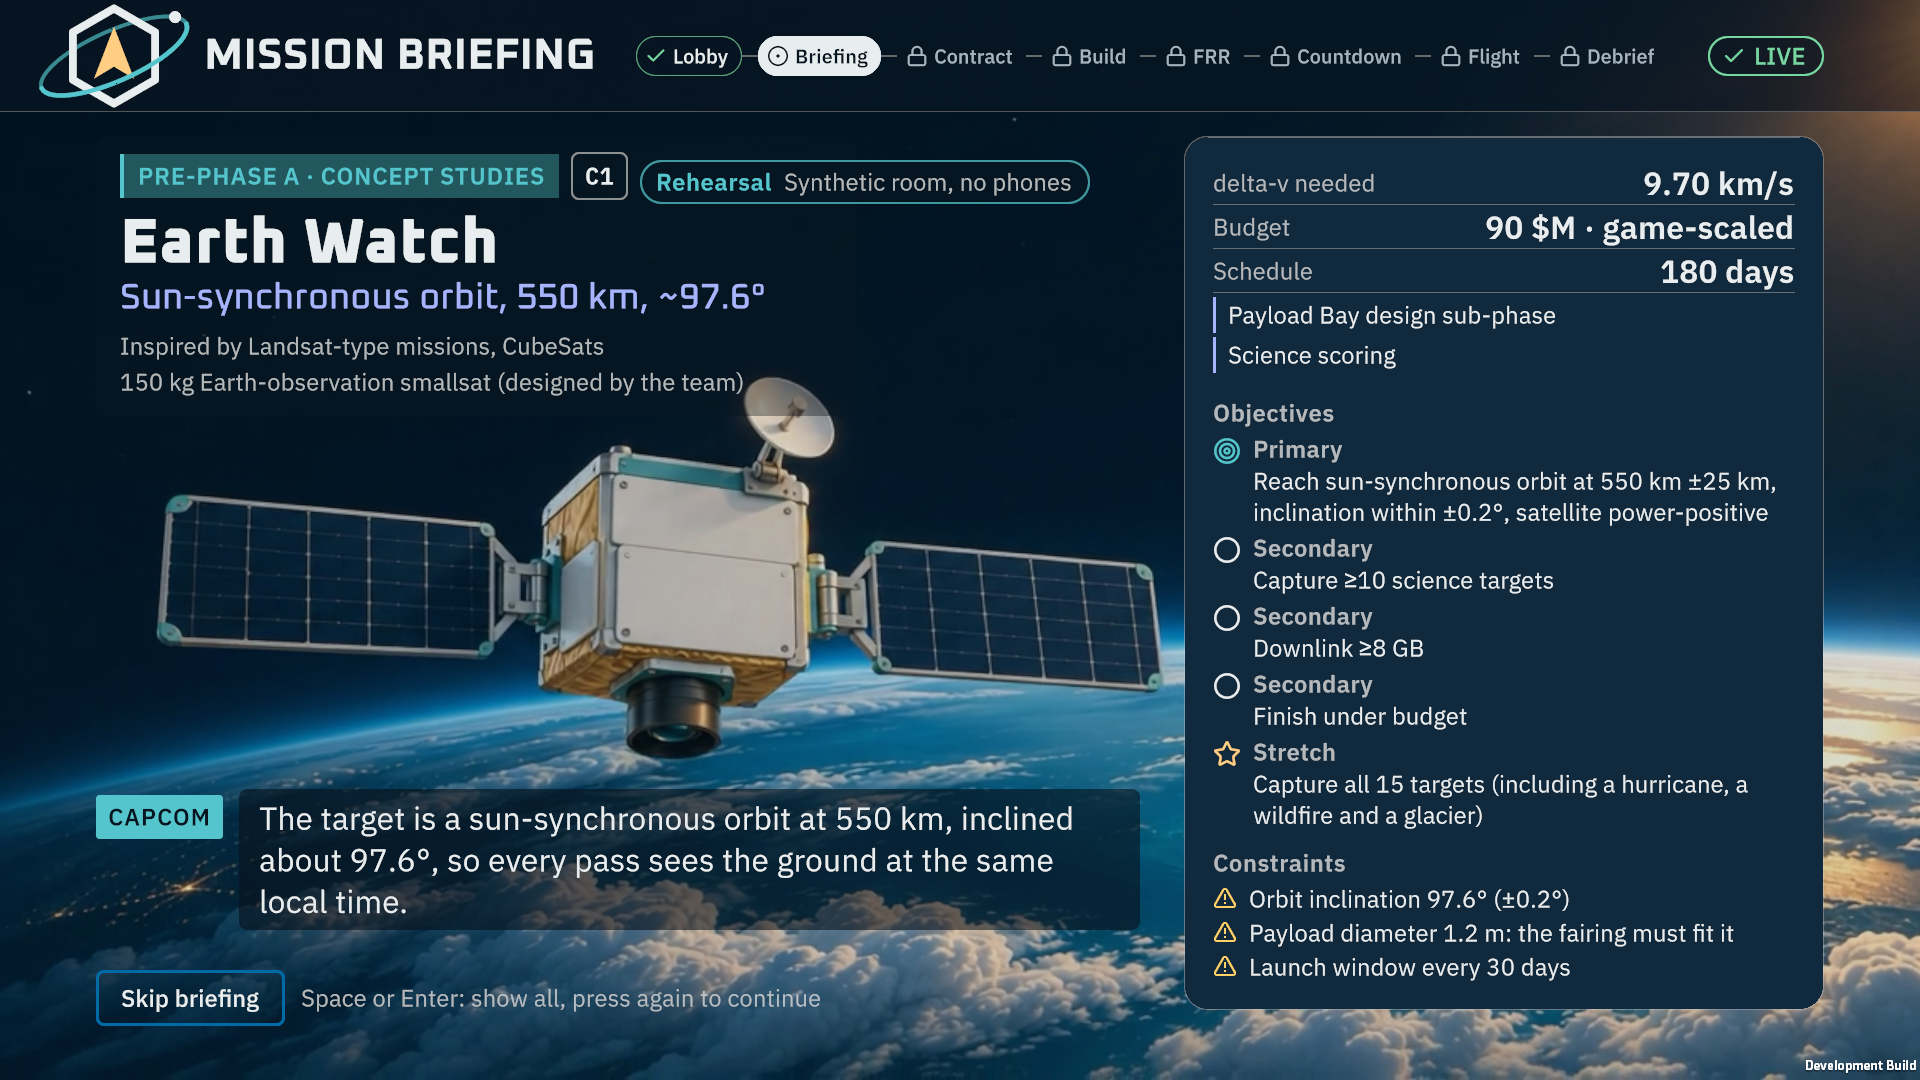 MISSION BRIEFING
Lobby
Briefing
Contract
Build
FRR
Countdown
Flight
Debrief
LIVE
PRE-PHASE A · CONCEPT STUDIES
C1
Rehearsal Synthetic room, no phones
Earth Watch
Sun-synchronous orbit, 550 km, ~97.6°
Inspired by Landsat-type missions, CubeSats
150 kg Earth-observation smallsat (designed by the team)
CAPCOM
The target is a sun-synchronous orbit at 550 km, inclined
about 97.6°, so every pass sees the ground at the same
local time.
Skip briefing
Space or Enter: show all, press again to continue
delta-v needed 9.70 km/s
Budget 90 $M · game-scaled
Schedule 180 days
Payload Bay design sub-phase
Science scoring
Objectives
Primary
Reach sun-synchronous orbit at 550 km ±25 km,
inclination within ±0.2°, satellite power-positive
Secondary
Capture ≥10 science targets
Secondary
Downlink ≥8 GB
Secondary
Finish under budget
Stretch
Capture all 15 targets (including a hurricane, a
wildfire and a glacier)
Constraints
Orbit inclination 97.6° (±0.2°)
Payload diameter 1.2 m: the fairing must fit it
Launch window every 30 days
Development Build